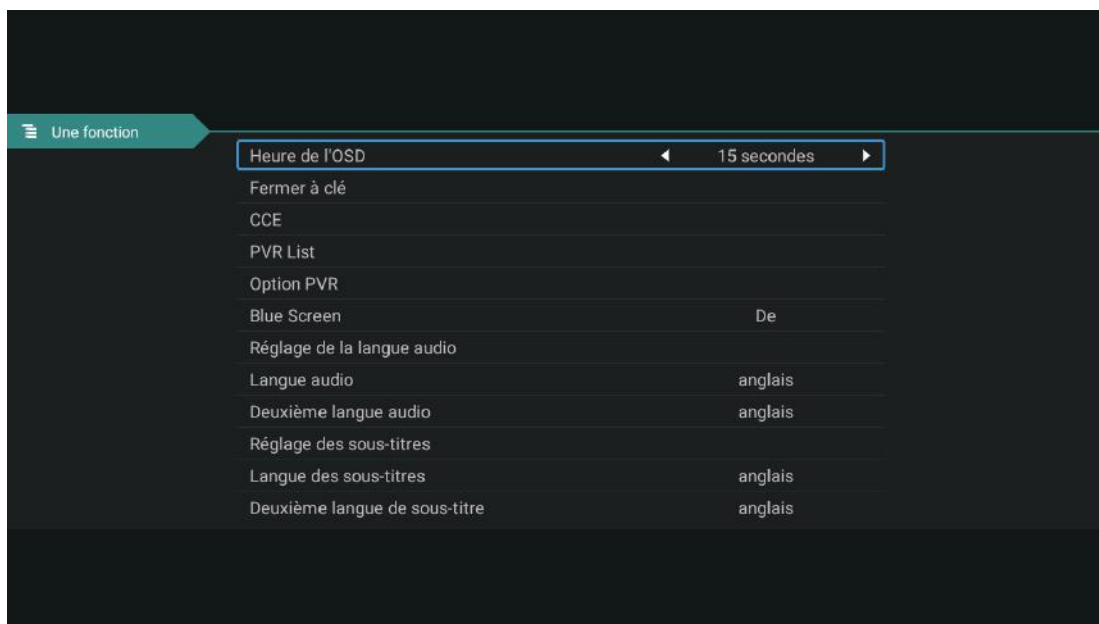 Une fonction
Heure de l'OSD 15 secondes
Fermer à clé
CCE
PVR List
Option PVR
Blue Screen De
Réglage de la langue audio
Langue audio anglais
Deuxième langue audio anglais
Réglage des sous-titres
Langue des sous-titres anglais
Deuxième langue de sous-titre anglais